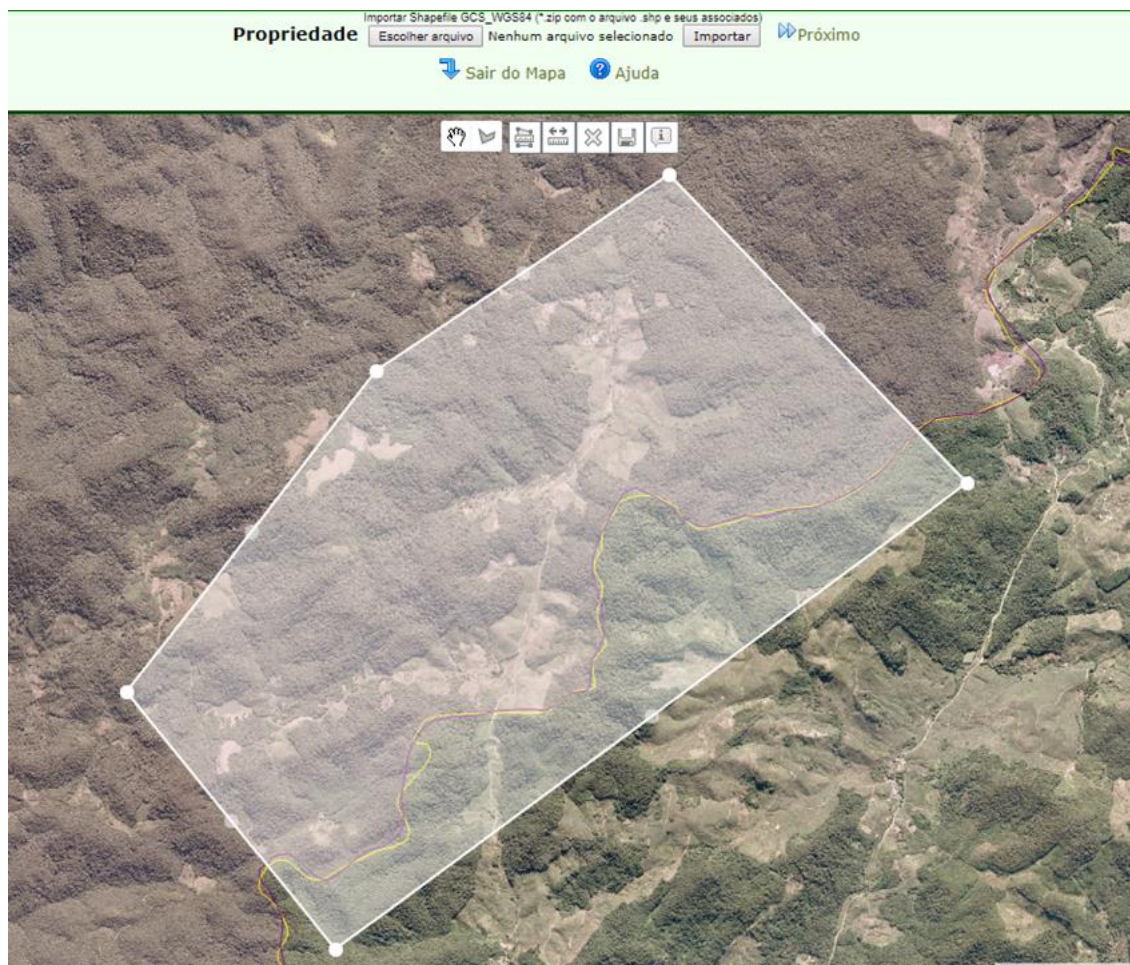 Importar Shapefile GCS_WGS84 (*.zip com o arquivo .shp e seus associados)
Propriedade Escolher arquivo Nenhum arquivo selecionado Importar Próximo
Sair do Mapa Ajuda